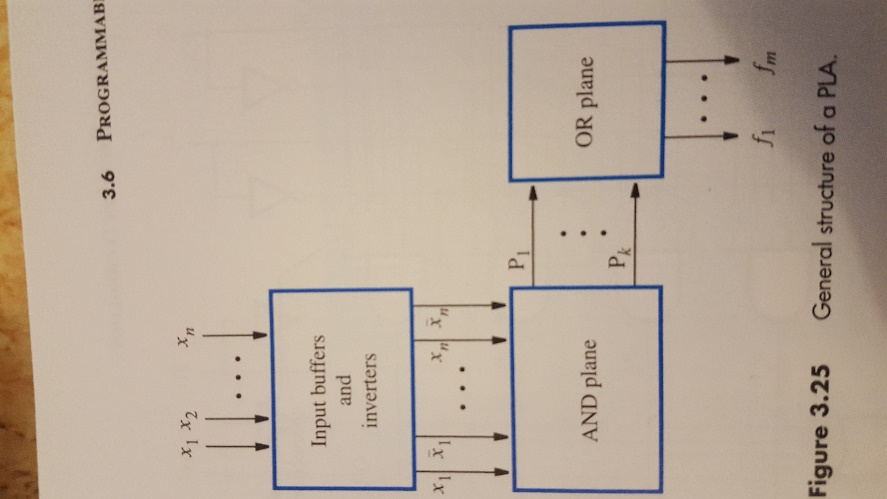 3.6 PROGRAMMAB
x₁ x₂ • • • xₙ
Input buffers
and
inverters
x₁ x̄₁ • • • xₙ x̄ₙ
AND plane
P₁
•
•
•
Pₖ
OR plane
• • •
f₁ fₘ
Figure 3.25 General structure of a PLA.